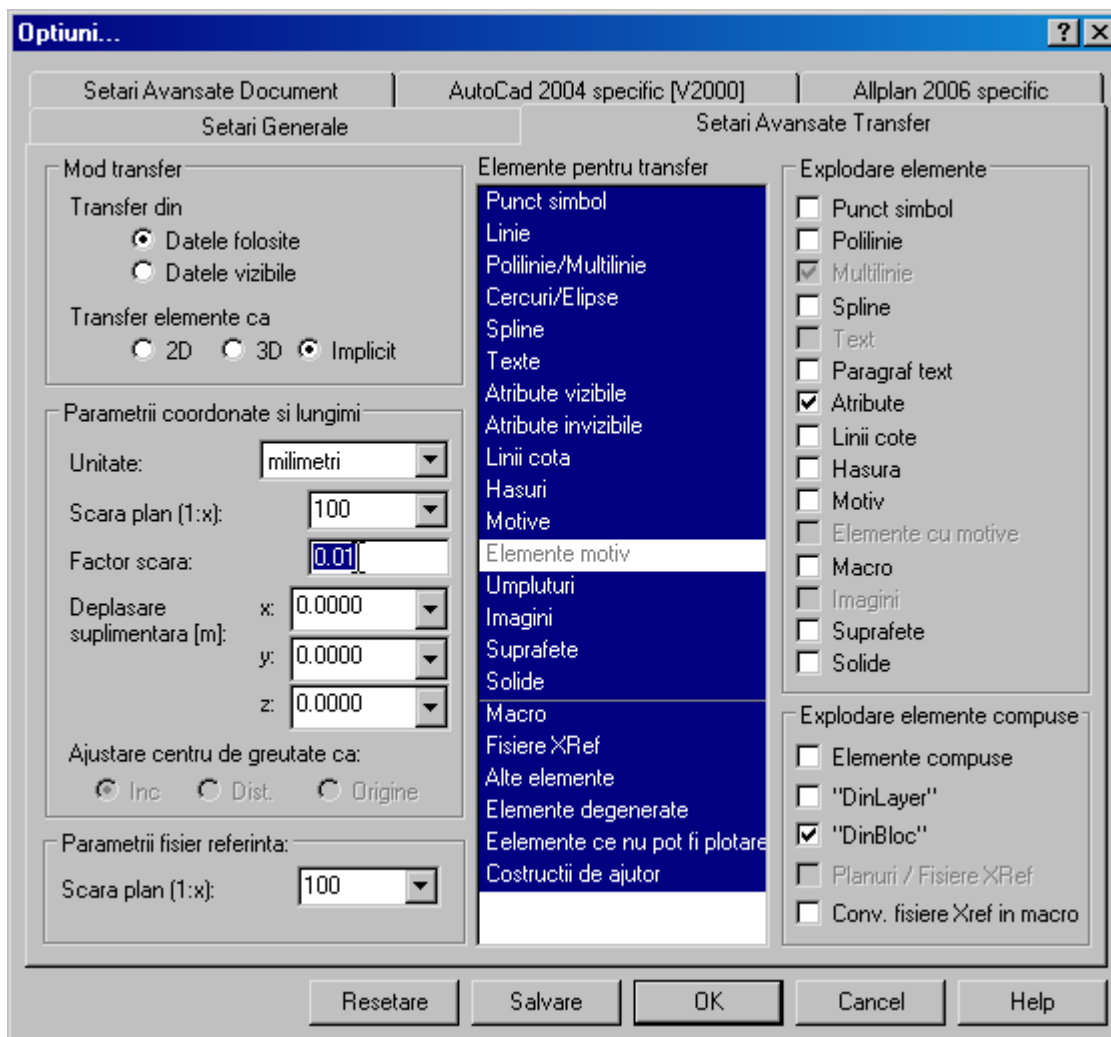 Optiuni...
Setari Avansate Document
AutoCad 2004 specific [V2000]
Allplan 2006 specific
Setari Generale
Setari Avansate Transfer
Mod transfer
Transfer din
Datele folosite
Datele vizibile
Transfer elemente ca
2D 3D Implicit
Parametrii coordonate si lungimi
Unitate: milimetri
Scara plan (1:x): 100
Factor scara: 0.01
Deplasare suplimentara [m]:
x: 0.0000
y: 0.0000
z: 0.0000
Ajustare centru de greutate ca:
Inc Dist. Origine
Parametrii fisier referinta:
Scara plan (1:x): 100
Elemente pentru transfer
Punct simbol
Linie
Polilinie/Multilinie
Cercuri/Elipse
Spline
Texte
Atribute vizibile
Atribute invizibile
Linii cota
Hasuri
Motive
Elemente motiv
Umpluturi
Imagini
Suprafete
Solide
Macro
Fisiere XRef
Alte elemente
Elemente degenerate
Eelemente ce nu pot fi plotare
Costructii de ajutor
Explodare elemente
Punct simbol
Polilinie
Multilinie
Spline
Text
Paragraf text
Atribute
Linii cote
Hasura
Motiv
Elemente cu motive
Macro
Imagini
Suprafete
Solide
Explodare elemente compuse
Elemente compuse
"DinLayer"
"DinBloc"
Planuri / Fisiere XRef
Conv. fisiere Xref in macro
Resetare
Salvare
OK
Cancel
Help